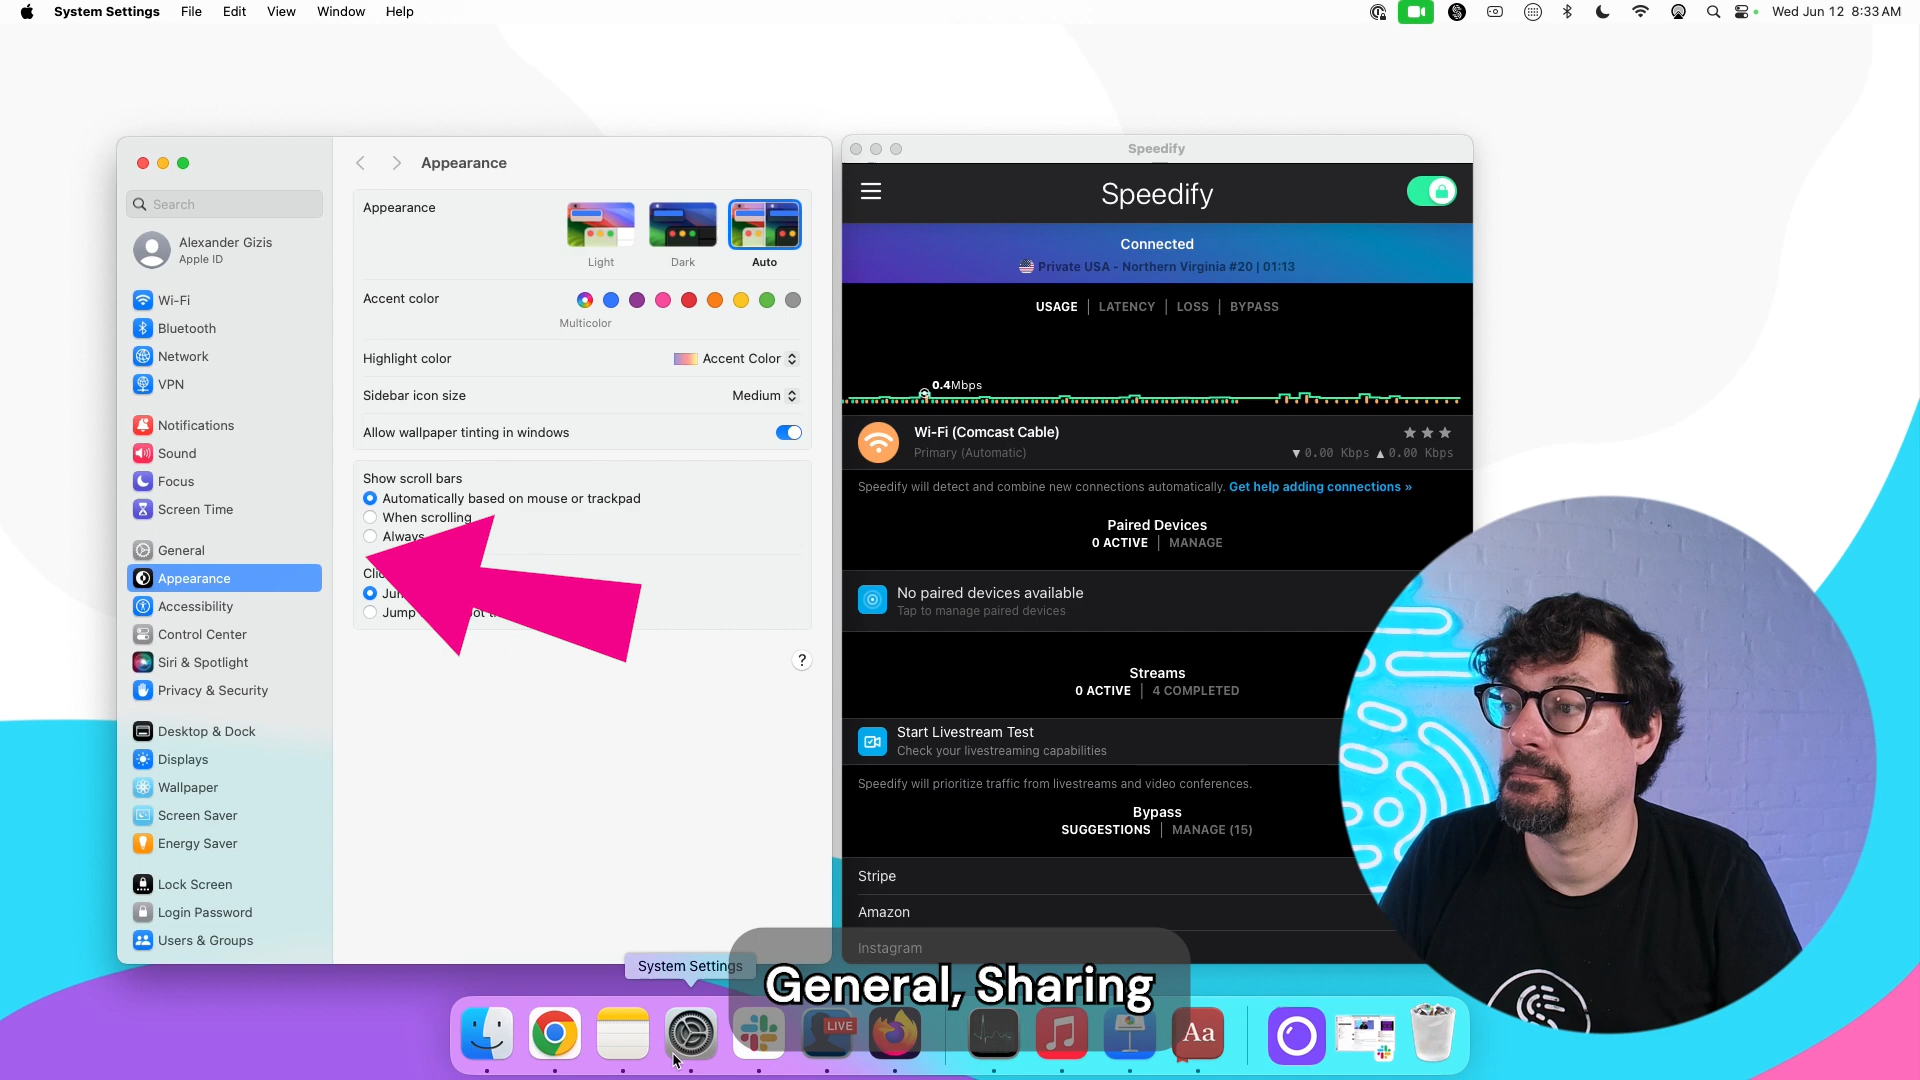 System Settings File Edit View Window Help
Wed Jun 12 8:33 AM
Search
Alexander Gizis
Apple ID
Wi-Fi
Bluetooth
Network
VPN
Notifications
Sound
Focus
Screen Time
General
Appearance
Accessibility
Control Center
Siri & Spotlight
Privacy & Security
Desktop & Dock
Displays
Wallpaper
Screen Saver
Energy Saver
Lock Screen
Login Password
Users & Groups
Appearance
Appearance
Light Dark Auto
Accent color
Multicolor
Highlight color Accent Color
Sidebar icon size Medium
Allow wallpaper tinting in windows
Show scroll bars
Automatically based on mouse or trackpad
When scrolling
Always
Jump
?
Speedify
Speedify
Connected
Private USA - Northern Virginia #20 | 01:13
USAGE | LATENCY | LOSS | BYPASS
0.4Mbps
Wi-Fi (Comcast Cable)
Primary (Automatic) ▼ 0.00 Kbps ▲ 0.00 Kbps
Speedify will detect and combine new connections automatically. Get help adding connections »
Paired Devices
0 ACTIVE | MANAGE
No paired devices available
Tap to manage paired devices
Streams
0 ACTIVE | 4 COMPLETED
Start Livestream Test
Check your livestreaming capabilities
Speedify will prioritize traffic from livestreams and video conferences.
Bypass
SUGGESTIONS | MANAGE (15)
Stripe
Amazon
Instagram
System Settings
General, Sharing
LIVE
Aa